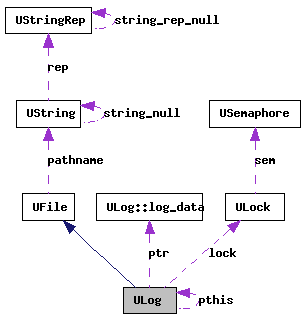 UStringRep
string_rep_null
rep
UString
string_null
USemaphore
pathname
sem
UFile
ULog::log_data
ULock
ptr
lock
ULog
pthis